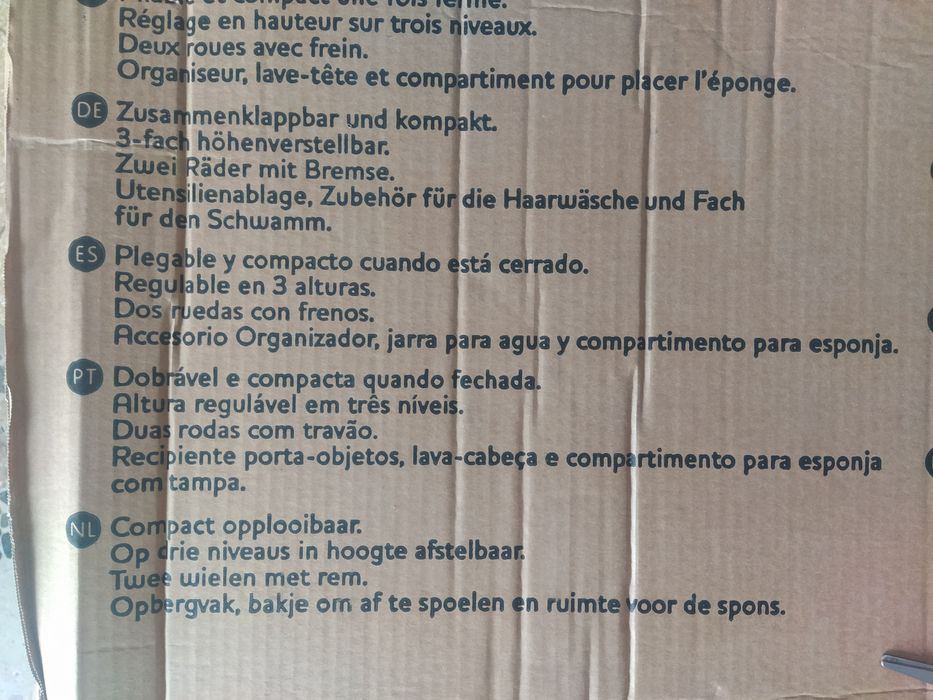 et compact une fois fermé.
Réglage en hauteur sur trois niveaux.
Deux roues avec frein.
Organiseur, lave-tête et compartiment pour placer l'éponge.
DE Zusammenklappbar und kompakt.
3-fach höhenverstellbar.
Zwei Räder mit Bremse.
Utensilienablage, Zubehör für die Haarwäsche und Fach
für den Schwamm.
ES Plegable y compacto cuando está cerrado.
Regulable en 3 alturas.
Dos ruedas con frenos.
Accesorio Organizador, jarra para agua y compartimento para esponja.
PT Dobrável e compacta quando fechada.
Altura regulável em três níveis.
Duas rodas com travão.
Recipiente porta-objetos, lava-cabeça e compartimento para esponja
com tampa.
NL Compact opplooibaar.
Op drie niveaus in hoogte afstelbaar.
Twee wielen met rem.
Opbergvak, bakje om af te spoelen en ruimte voor de spons.